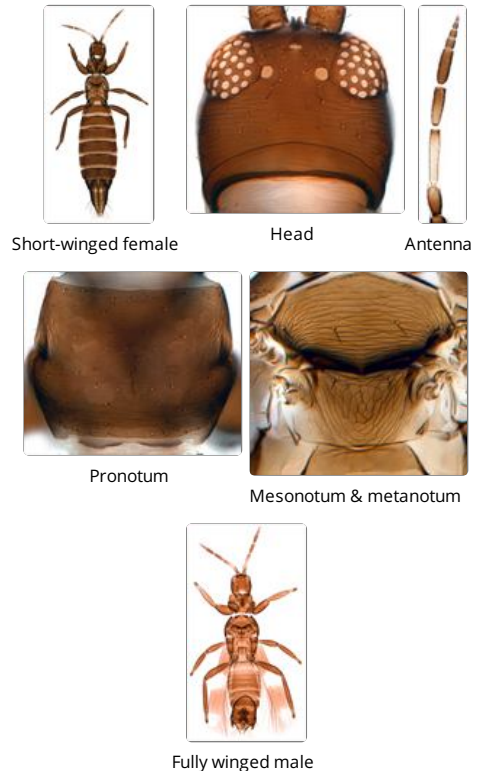 Short-winged female
Head
Antenna
Pronotum
Mesonotum & metanotum
Fully winged male